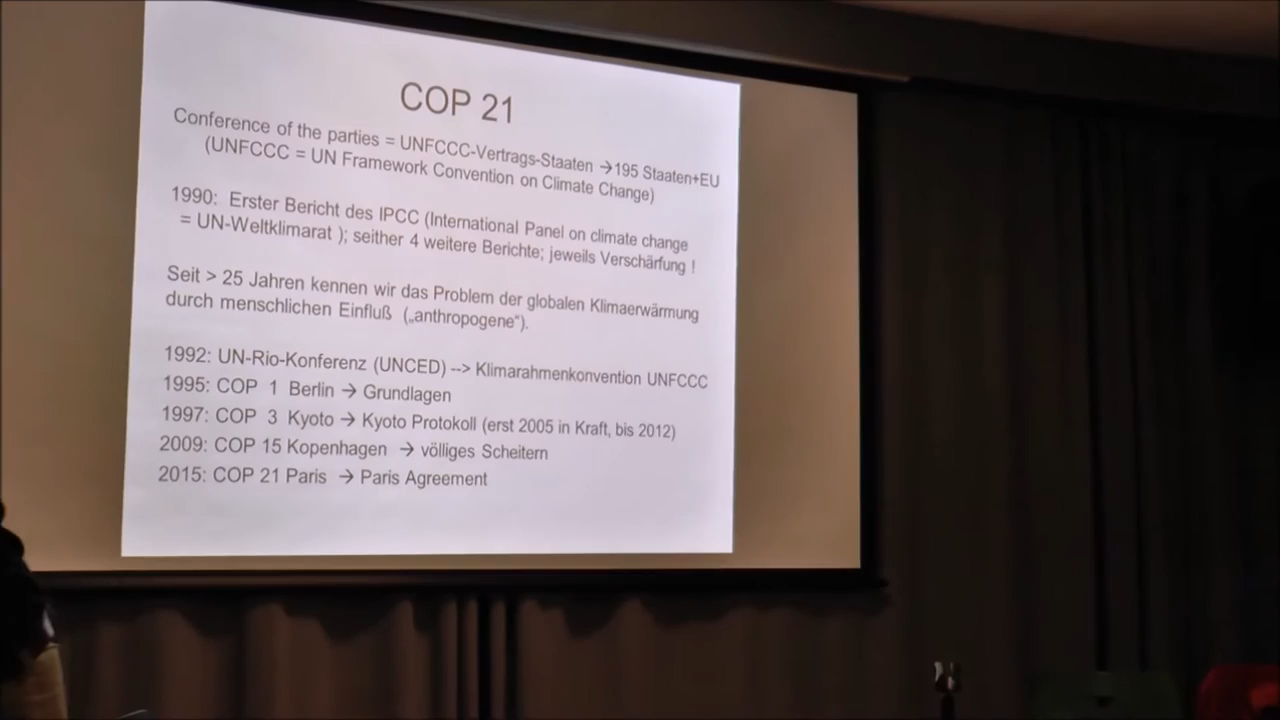 COP 21
Conference of the parties = UNFCCC-Vertrags-Staaten →195 Staaten+EU
(UNFCCC = UN Framework Convention on Climate Change)
1990: Erster Bericht des IPCC (International Panel on climate change
= UN-Weltklimarat ); seither 4 weitere Berichte; jeweils Verschärfung !
Seit > 25 Jahren kennen wir das Problem der globalen Klimaerwärmung
durch menschlichen Einfluß („anthropogene“).
1992: UN-Rio-Konferenz (UNCED) --> Klimarahmenkonvention UNFCCC
1995: COP 1 Berlin → Grundlagen
1997: COP 3 Kyoto → Kyoto Protokoll (erst 2005 in Kraft, bis 2012)
2009: COP 15 Kopenhagen → völliges Scheitern
2015: COP 21 Paris → Paris Agreement